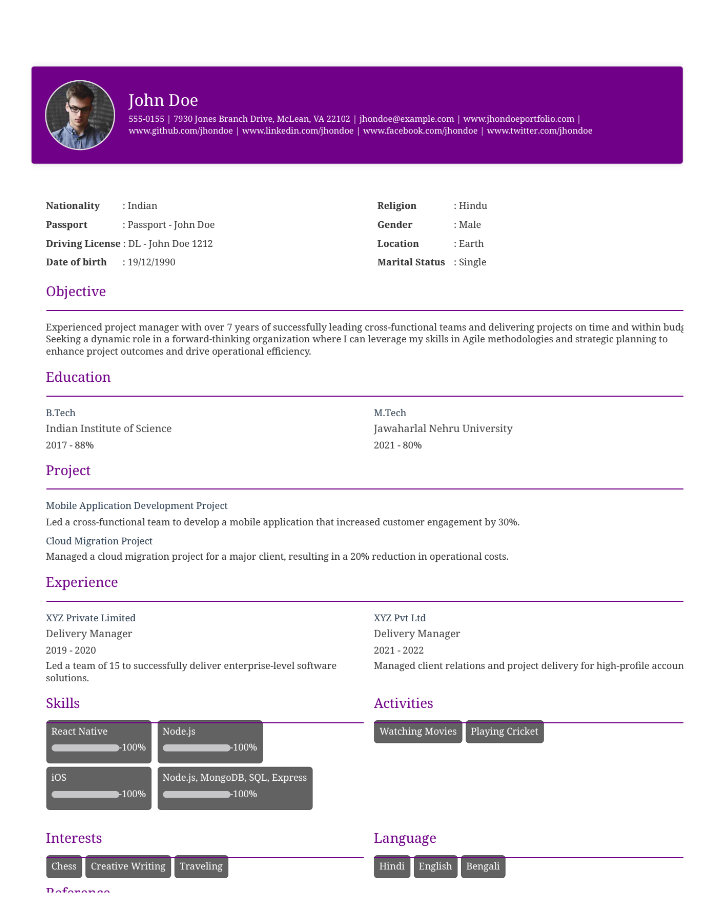 John Doe
555-0155 | 7930 Jones Branch Drive, McLean, VA 22102 | jhondoe@example.com | www.jhondoeportfolio.com |
www.github.com/jhondoe | www.linkedin.com/jhondoe | www.facebook.com/jhondoe | www.twitter.com/jhondoe
Nationality : Indian
Passport : Passport - John Doe
Driving License : DL - John Doe 1212
Date of birth : 19/12/1990
Religion : Hindu
Gender : Male
Location : Earth
Marital Status : Single
Objective
Experienced project manager with over 7 years of successfully leading cross-functional teams and delivering projects on time and within budg
Seeking a dynamic role in a forward-thinking organization where I can leverage my skills in Agile methodologies and strategic planning to
enhance project outcomes and drive operational efficiency.
Education
B.Tech
Indian Institute of Science
2017 - 88%
M.Tech
Jawaharlal Nehru University
2021 - 80%
Project
Mobile Application Development Project
Led a cross-functional team to develop a mobile application that increased customer engagement by 30%.
Cloud Migration Project
Managed a cloud migration project for a major client, resulting in a 20% reduction in operational costs.
Experience
XYZ Private Limited
Delivery Manager
2019 - 2020
Led a team of 15 to successfully deliver enterprise-level software
solutions.
XYZ Pvt Ltd
Delivery Manager
2021 - 2022
Managed client relations and project delivery for high-profile accoun
Skills
React Native
-100%
Node.js
-100%
iOS
-100%
Node.js, MongoDB, SQL, Express
-100%
Activities
Watching Movies
Playing Cricket
Interests
Chess
Creative Writing
Traveling
Language
Hindi
English
Bengali
Reference